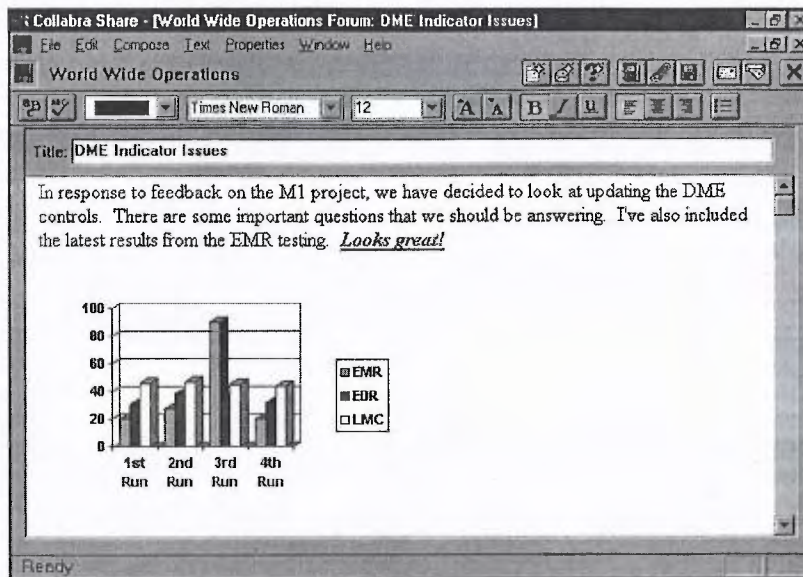 Collabra Share - [World Wide Operations Forum: DME Indicator Issues]
File Edit Compose Text Properties Window Help
World Wide Operations
Times New Roman 12 A A B I U
Title: DME Indicator Issues
In response to feedback on the M1 project, we have decided to look at updating the DME
controls. There are some important questions that we should be answering. I've also included
the latest results from the EMR testing. Looks great!
100
80
60
40
20
0
1st Run
2nd Run
3rd Run
4th Run
EMR
EDR
LMC
Ready